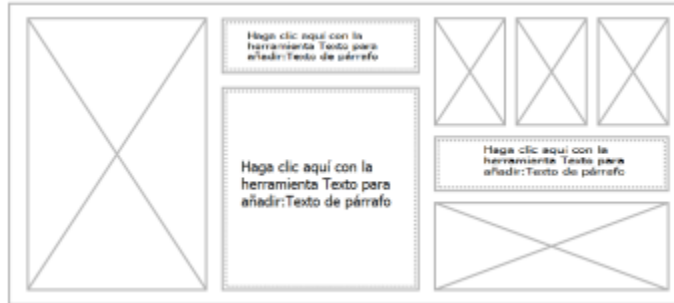 Haga clic aquí con la
herramienta Texto para
añadir:Texto de párrafo
Haga clic aquí con la
herramienta Texto para
añadir:Texto de párrafo
Haga clic aquí con la
herramienta Texto para
añadir:Texto de párrafo